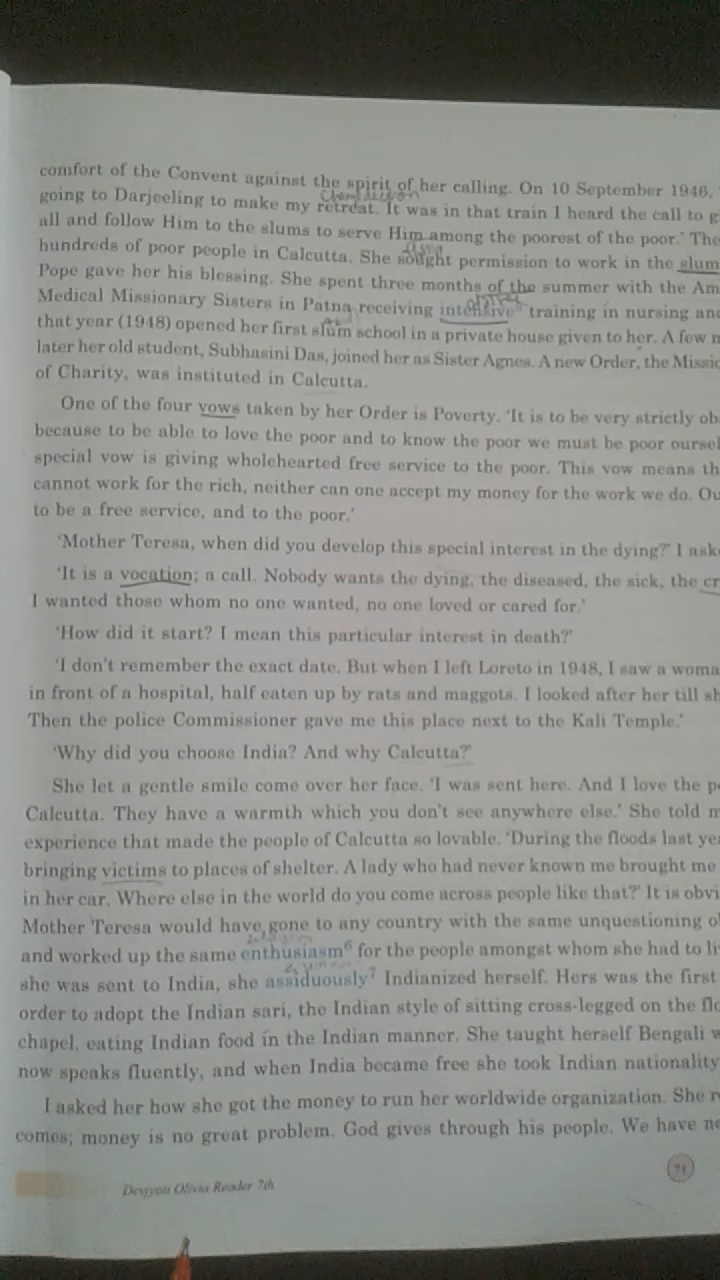 comfort of the Convent against the spirit of her calling. On 10 September 1946,
going to Darjeeling to make my retreat. It was in that train I heard the call to g
all and follow Him to the slums to serve Him among the poorest of the poor.' The
hundreds of poor people in Calcutta. She sought permission to work in the slum
Pope gave her his blessing. She spent three months of the summer with the Am
Medical Missionary Sisters in Patna receiving intensive training in nursing and
that year (1948) opened her first slum school in a private house given to her. A few m
later her old student, Subhasini Das, joined her as Sister Agnes. A new Order, the Missio
of Charity, was instituted in Calcutta.
One of the four vows taken by her Order is Poverty. 'It is to be very strictly ob
because to be able to love the poor and to know the poor we must be poor oursel
special vow is giving wholehearted free service to the poor. This vow means th
cannot work for the rich, neither can one accept my money for the work we do. Ou
to be a free service, and to the poor.'
'Mother Teresa, when did you develop this special interest in the dying?' I aske
'It is a vocation; a call. Nobody wants the dying, the diseased, the sick, the cr
I wanted those whom no one wanted, no one loved or cared for.'
'How did it start? I mean this particular interest in death?'
'I don't remember the exact date. But when I left Loreto in 1948, I saw a woma
in front of a hospital, half eaten up by rats and maggots. I looked after her till sh
Then the police Commissioner gave me this place next to the Kali Temple.'
'Why did you choose India? And why Calcutta?'
She let a gentle smile come over her face. 'I was sent here. And I love the pe
Calcutta. They have a warmth which you don't see anywhere else.' She told m
experience that made the people of Calcutta so lovable. 'During the floods last yea
bringing victims to places of shelter. A lady who had never known me brought me
in her car. Where else in the world do you come across people like that?' It is obvi
Mother Teresa would have gone to any country with the same unquestioning o
and worked up the same enthusiasm⁶ for the people amongst whom she had to li
she was sent to India, she assiduously⁷ Indianized herself. Hers was the first
order to adopt the Indian sari, the Indian style of sitting cross-legged on the flo
chapel, eating Indian food in the Indian manner. She taught herself Bengali w
now speaks fluently, and when India became free she took Indian nationality
I asked her how she got the money to run her worldwide organization. She r
comes; money is no great problem. God gives through his people. We have ne
71
Devjyon Olivia Reader 7th